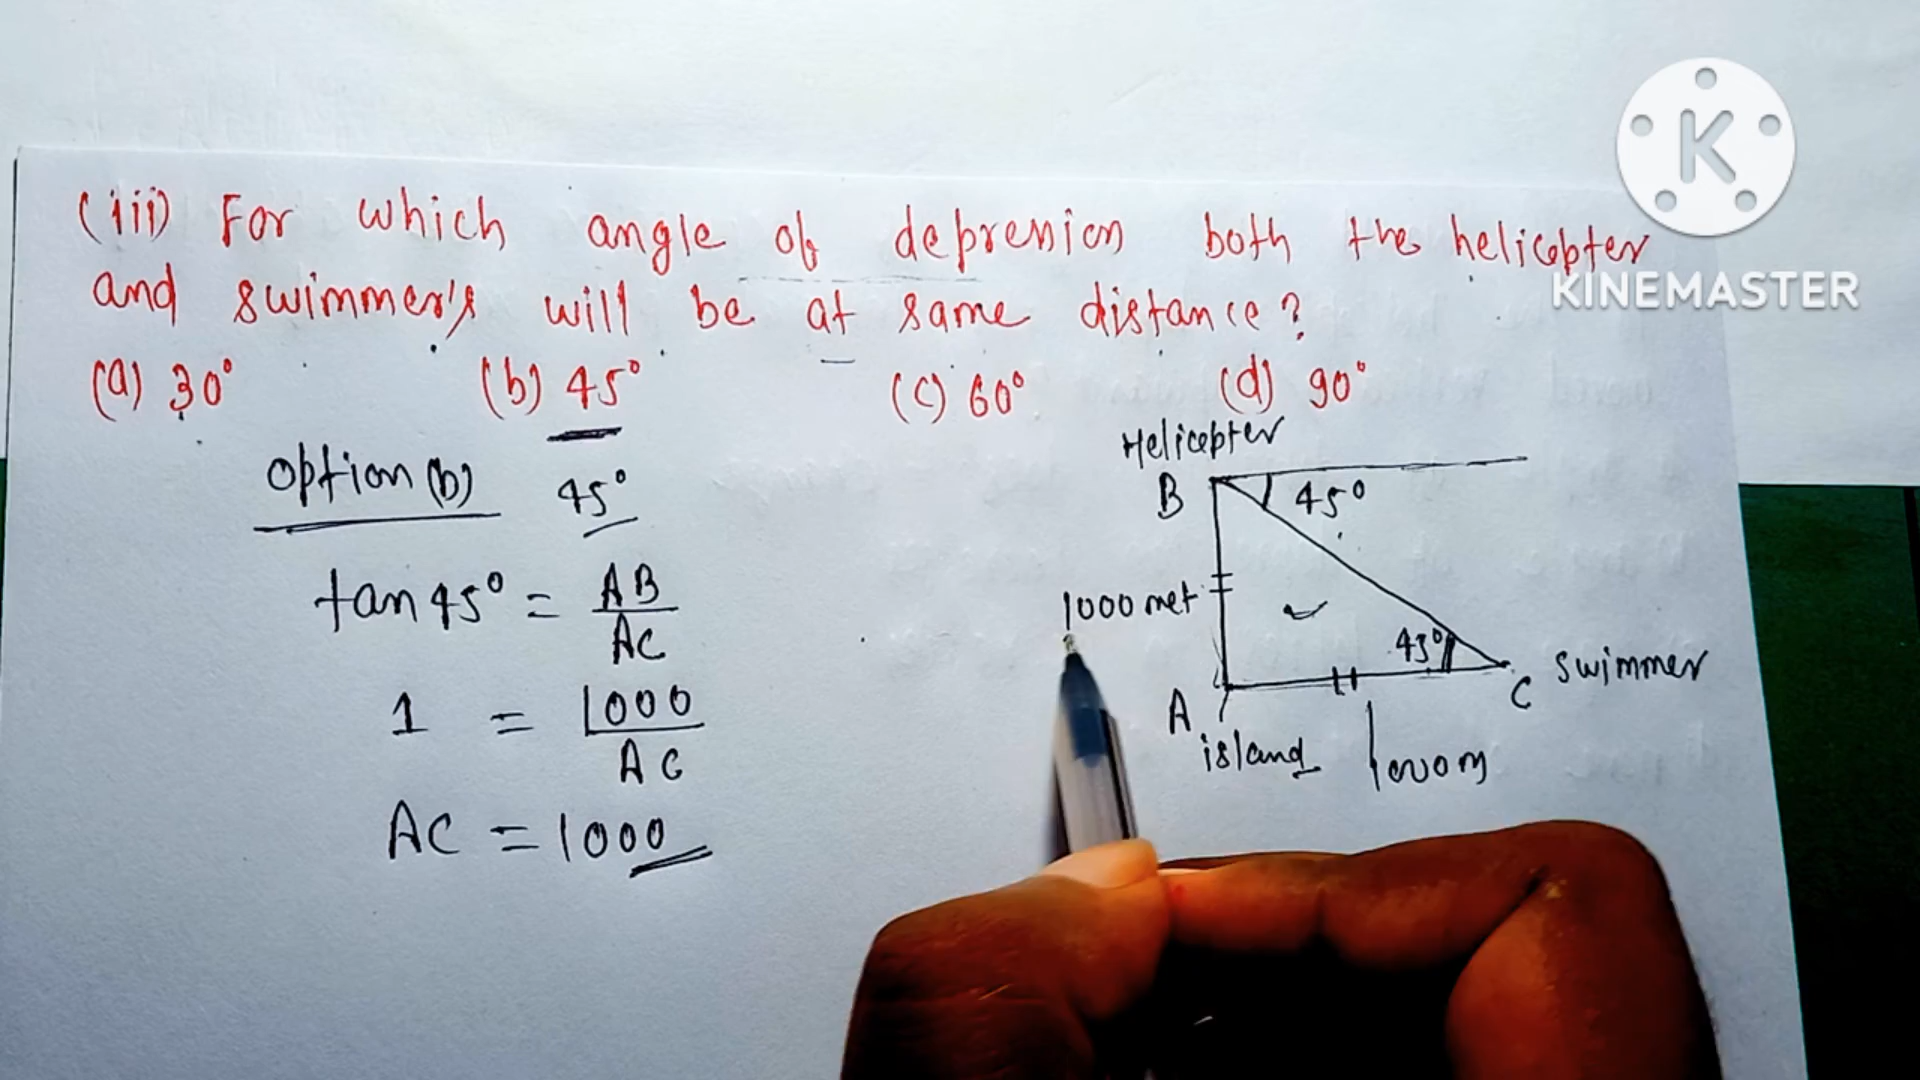 (iii) For which angle of depression both the helicopter
and swimmer's will be at same distance?
(a) 30° (b) 45° (c) 60° (d) 90°
Option (b) 45°
tan 45° = AB
AC
1 = 1000
AC
AC = 1000
Helicopter
B 45°
1000 met
45° swimmer
A C
island 1000 m
K
KINEMASTER